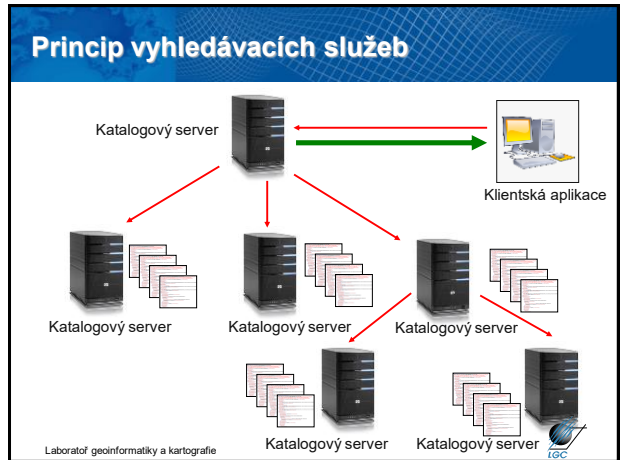 Princip vyhledávacích služeb
Katalogový server
Klientská aplikace
Katalogový server
Katalogový server
Katalogový server
Katalogový server
Katalogový server
Laboratoř geoinformatiky a kartografie
LGC